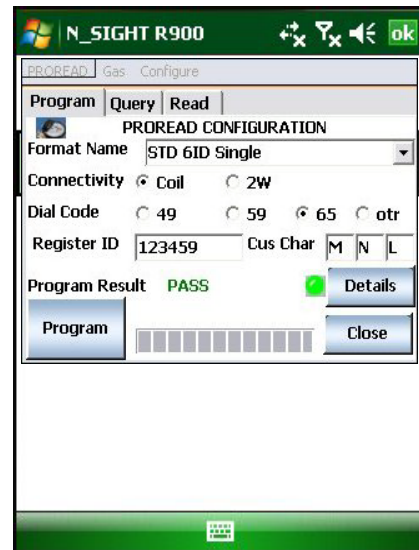 N_SIGHT R900 ok
PROREAD Gas Configure
Program Query Read
PROREAD CONFIGURATION
Format Name STD 6ID Single
Connectivity Coil 2W
Dial Code 49 59 65 otr
Register ID 123459 Cus Char M N L
Program Result PASS Details
Program Close